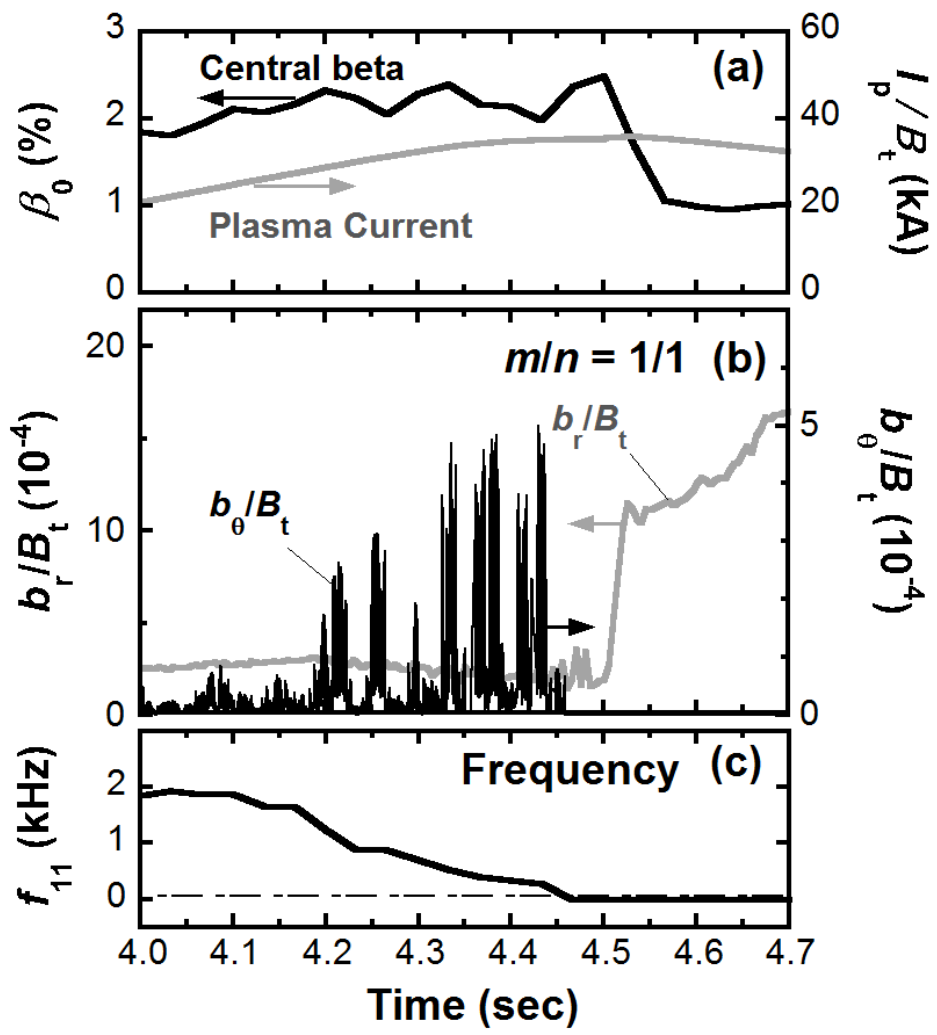 3
2
1
0
β0 (%)
Central beta
(a)
Plasma Current
60
40
20
0
Ip/Bt (kA)
20
10
0
br/Bt (10-4)
m/n = 1/1 (b)
br/Bt
bθ/Bt
5
0
bθ/Bt (10-4)
2
1
0
f11 (kHz)
Frequency (c)
4.0 4.1 4.2 4.3 4.4 4.5 4.6 4.7
Time (sec)